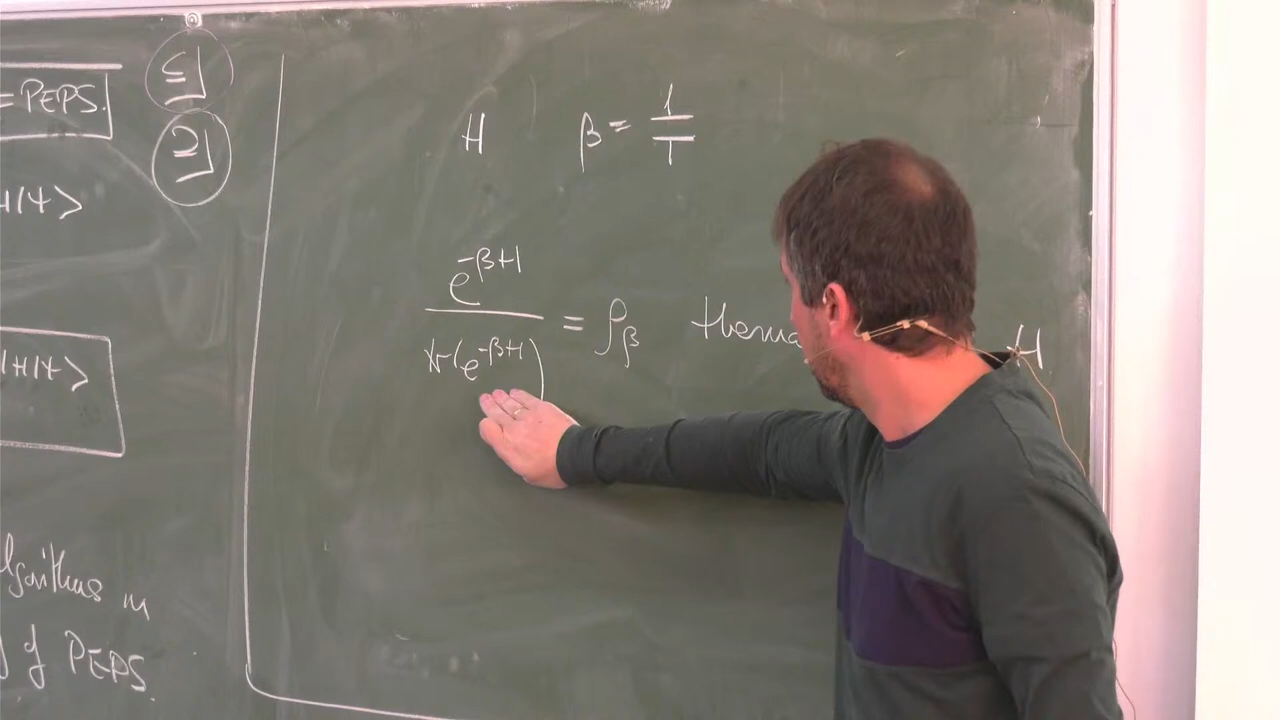 = PEPS.
H|ψ>
|H|ψ>
lgorithms in
of PEPS.
H β = 1/T
e^{-βH} / tr(e^{-βH}) = ρ_β therma
H